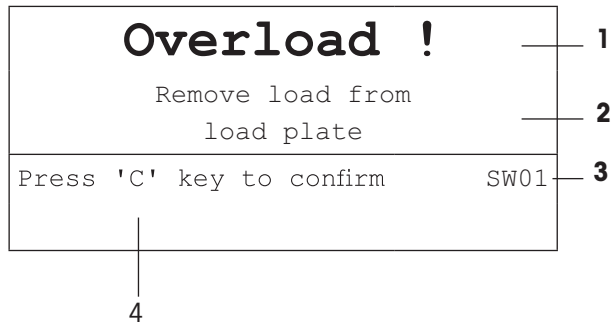 Overload !
1
Remove load from
load plate
2
Press 'C' key to confirm SW01
3
4